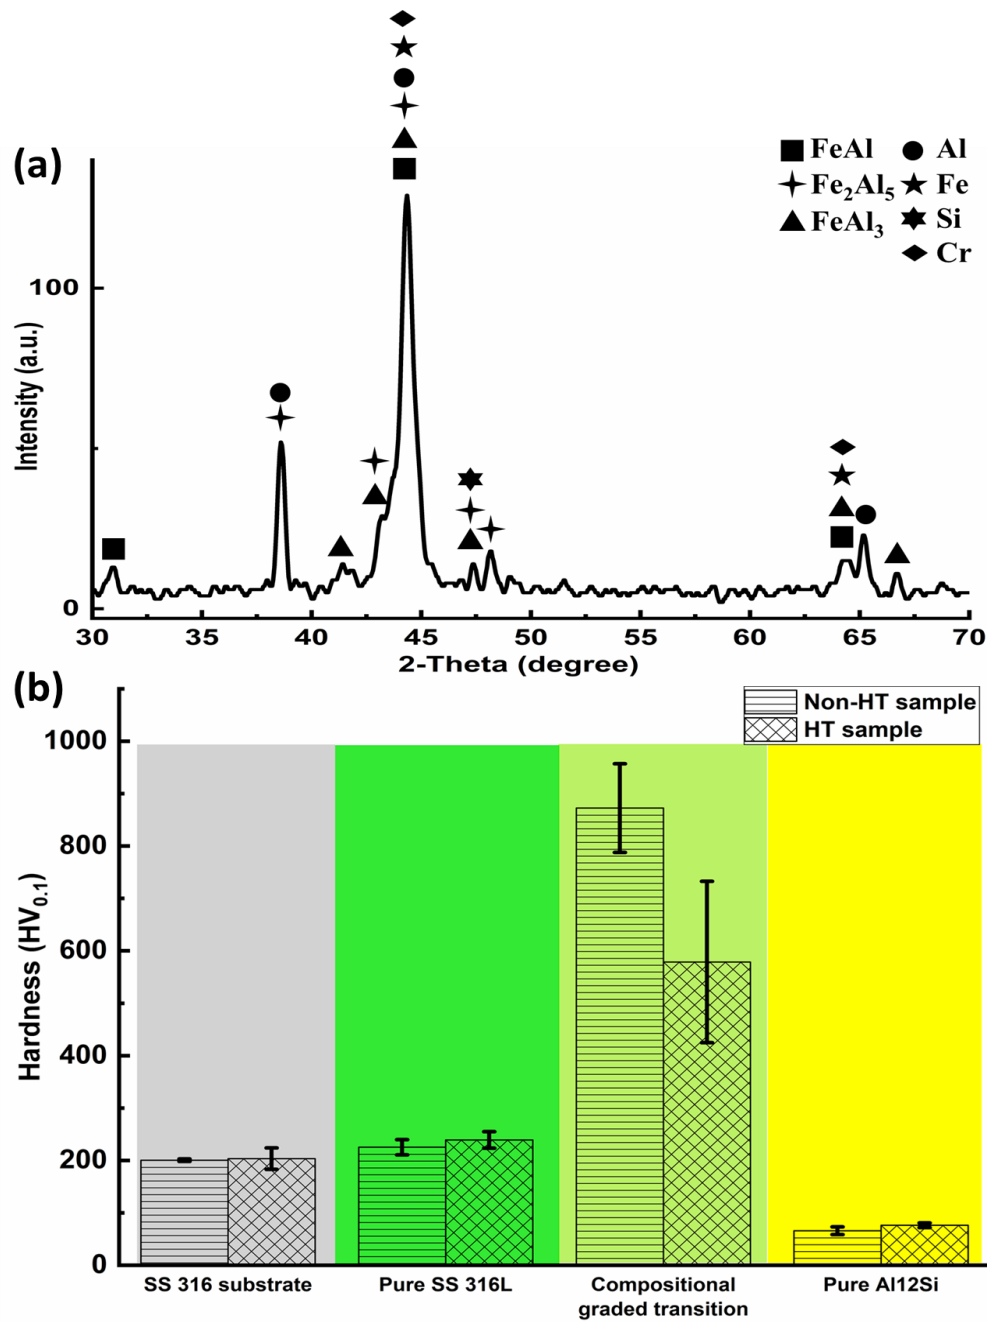 (a)
FeAl
Al
Fe₂Al₅
Fe
FeAl₃
Si
Cr
Intensity (a.u.)
100
0
30 35 40 45 50 55 60 65 70
2-Theta (degree)
(b)
Non-HT sample
HT sample
Hardness (HV₀.₁)
1000
800
600
400
200
0
SS 316 substrate
Pure SS 316L
Compositional
graded transition
Pure Al12Si